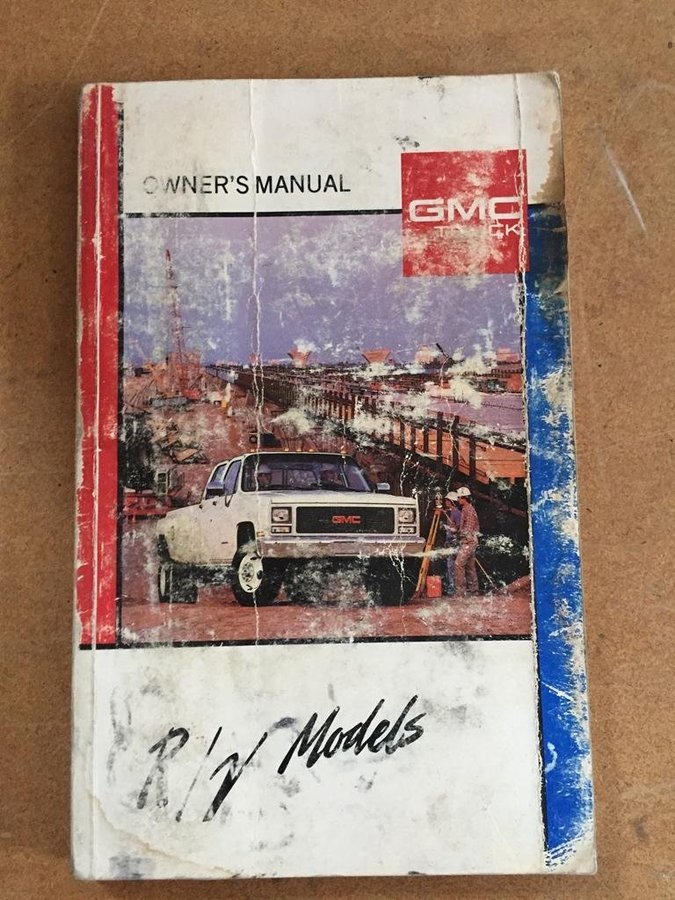 OWNER'S MANUAL
GMC
TRUCK
GMC
R/V Models